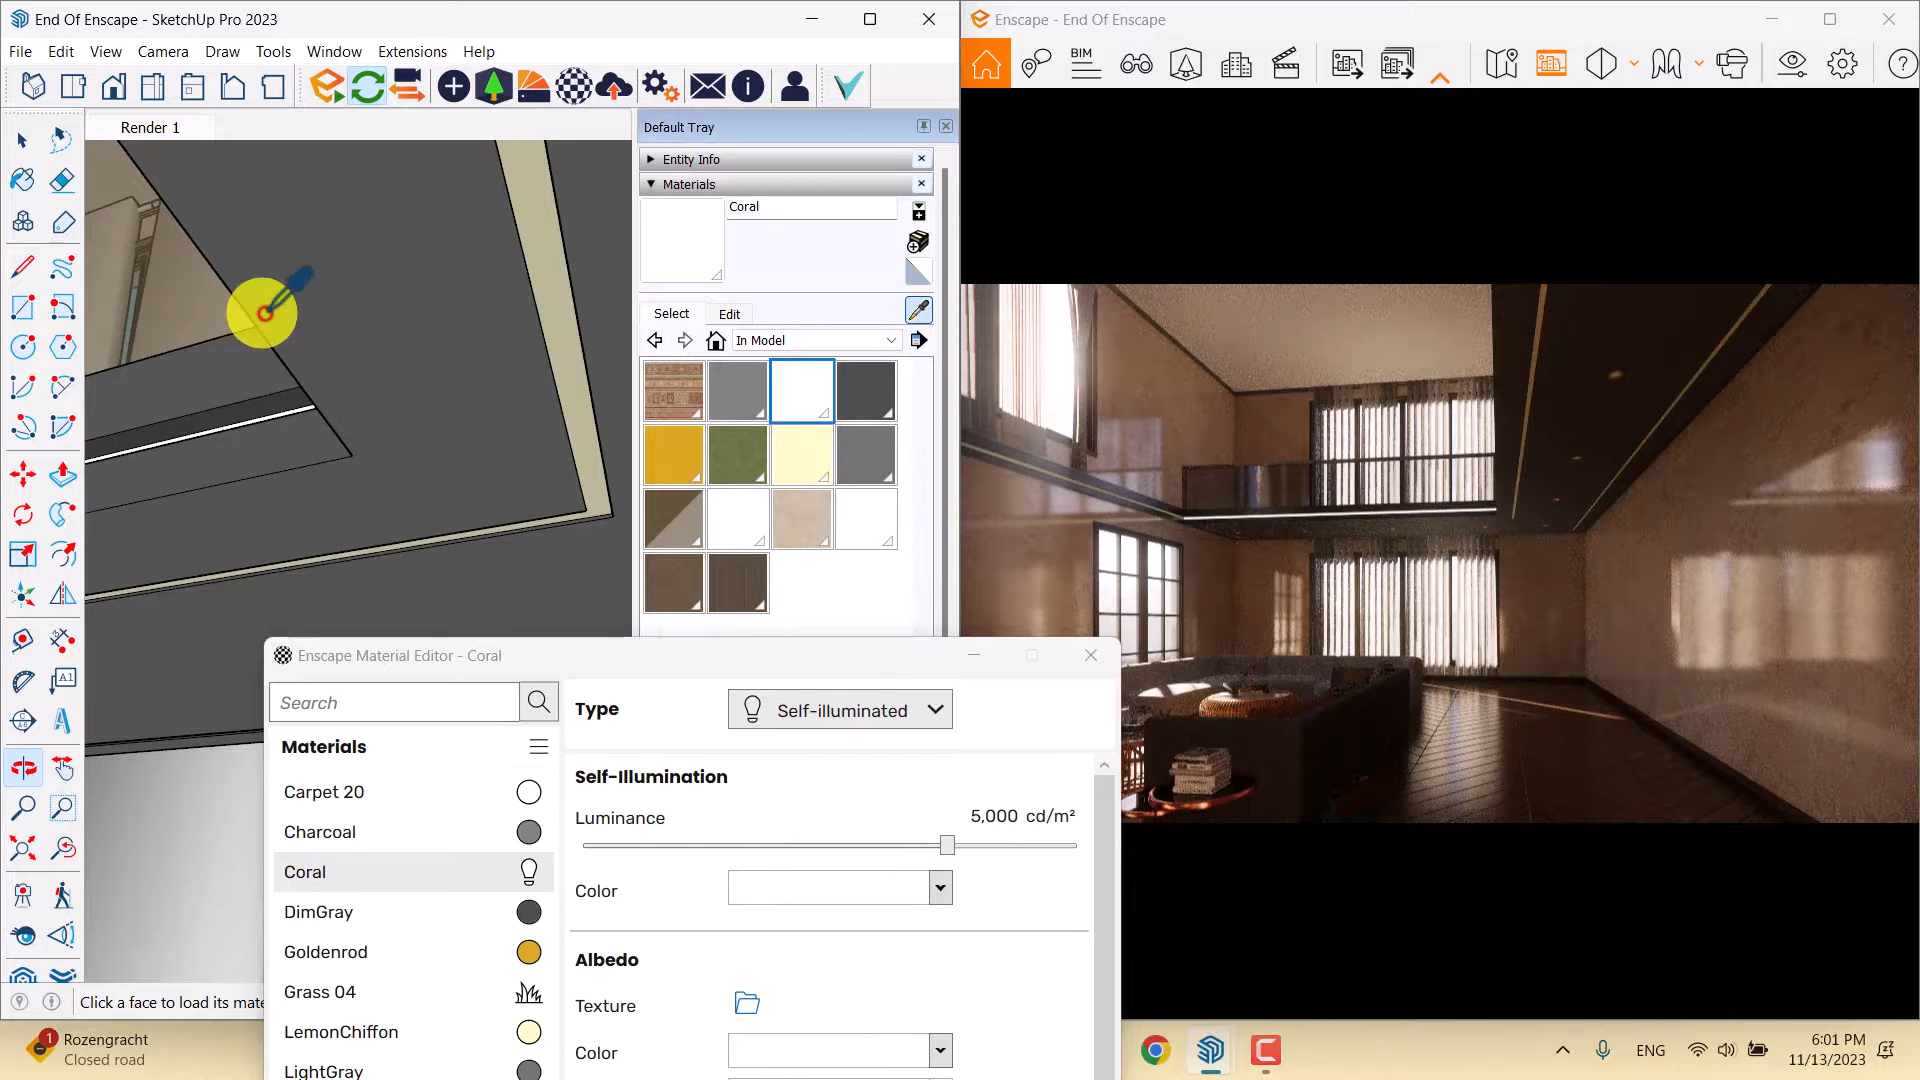 End Of Enscape - SketchUp Pro 2023
File Edit View Camera Draw Tools Window Extensions Help
Render 1
Default Tray
Entity Info
Materials
Coral
Select Edit
In Model
Click a face to load its mate
Enscape - End Of Enscape
BIM
A1
Enscape Material Editor - Coral
Search
Materials
Carpet 20
Charcoal
Coral
DimGray
Goldenrod
Grass 04
LemonChiffon
LightGray
Type Self-illuminated
Self-Illumination
Luminance 5,000 cd/m²
Color
Albedo
Texture
Color
1
Rozengracht
Closed road
ENG
6:01 PM
11/13/2023